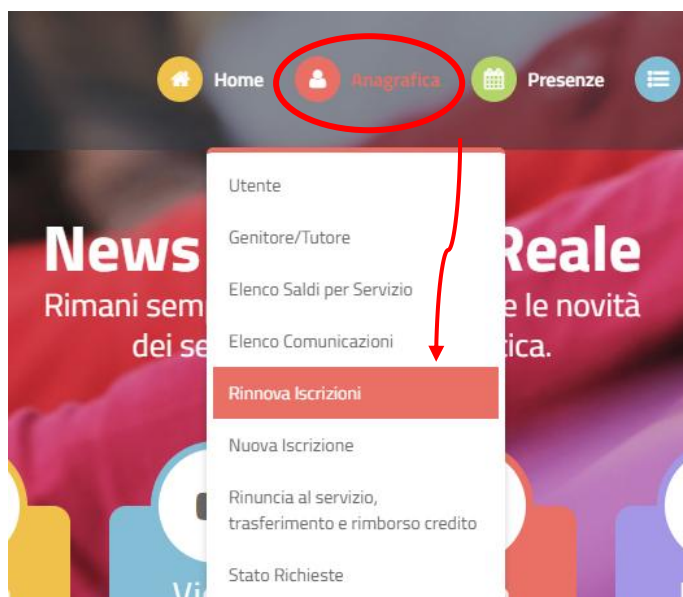 Home Anagrafica Presenze
Utente
Genitore/Tutore
News Reale
Elenco Saldi per Servizio
Rimani sem e le novità
Elenco Comunicazioni
dei se tica.
Rinnova Iscrizioni
Nuova Iscrizione
Rinuncia al servizio,
trasferimento e rimborso credito
Stato Richieste